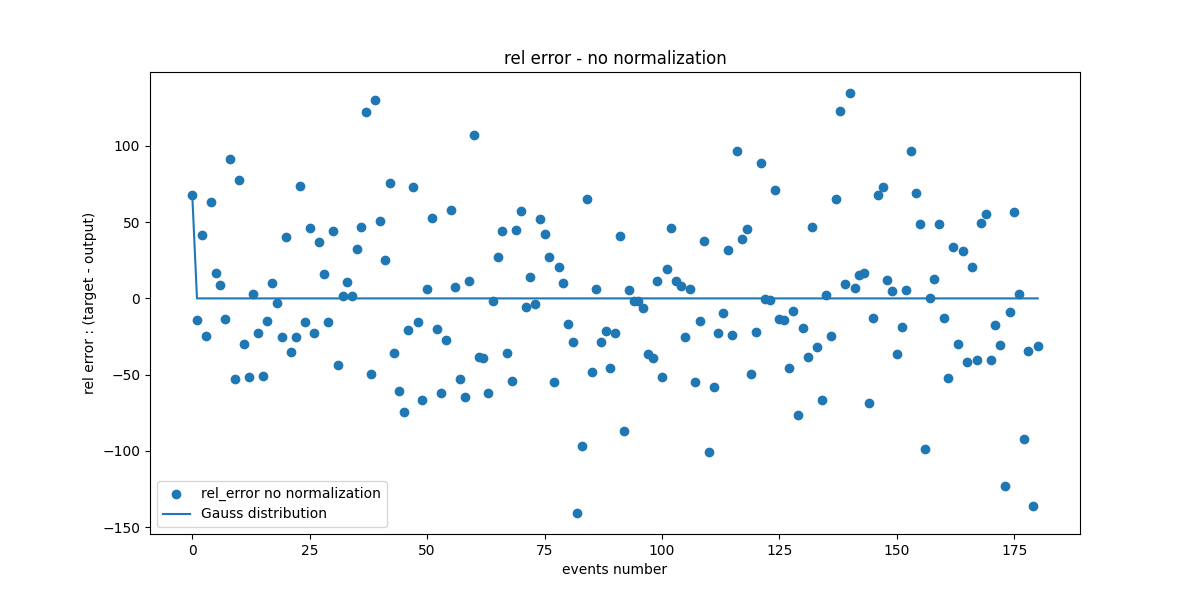 rel error - no normalization
rel error : (target - output)
100
50
0
−50
−100
−150
rel_error no normalization
Gauss distribution
0 25 50 75 100 125 150 175
events number